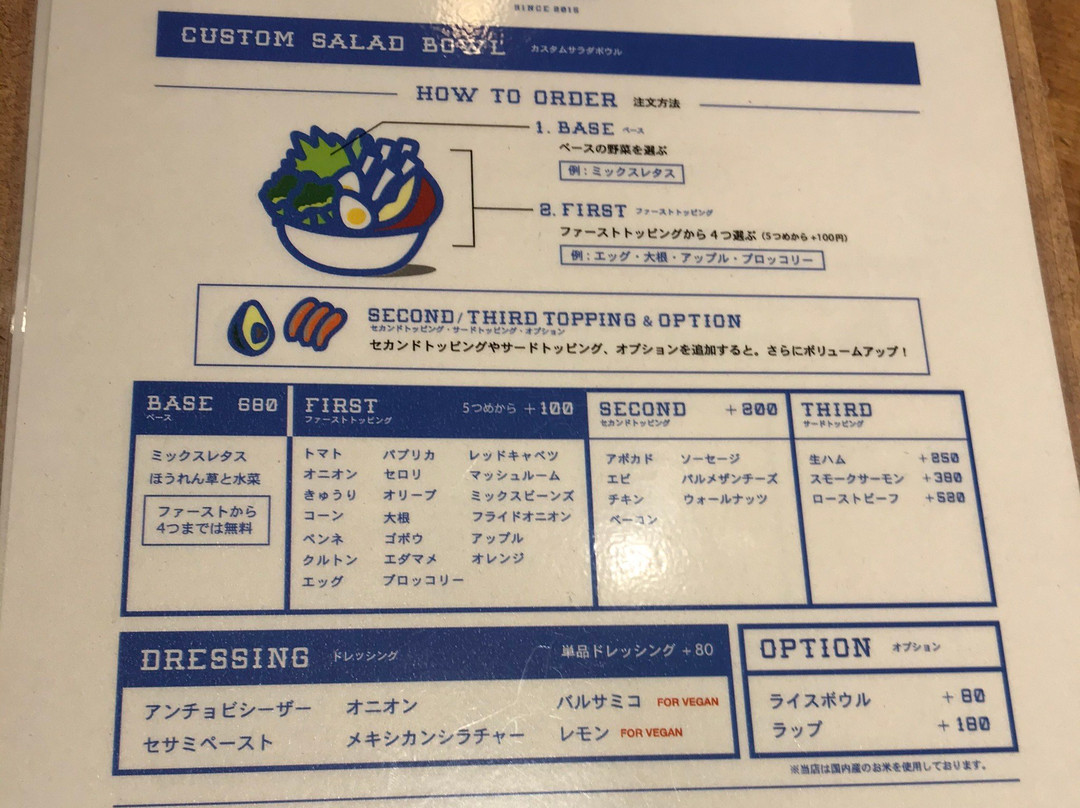 SINCE 2015
CUSTOM SALAD BOWL カスタムサラダボウル
HOW TO ORDER 注文方法
1. BASE ベース
ベースの野菜を選ぶ
例：ミックスレタス
2. FIRST ファーストトッピング
ファーストトッピングから４つ選ぶ（5つめから+100円）
例：エッグ・大根・アップル・ブロッコリー
SECOND/THIRD TOPPING & OPTION
セカンドトッピング・サードトッピング・オプション
セカンドトッピングやサードトッピング、オプションを追加すると。さらにボリュームアップ！
BASE 680
ベース
ミックスレタス
ほうれん草と水菜
ファーストから
4つまでは無料
FIRST 5つめから +100
ファーストトッピング
トマト パプリカ レッドキャベツ
オニオン セロリ マッシュルーム
きゅうり オリーブ ミックスビーンズ
コーン 大根 フライドオニオン
ペンネ ゴボウ アップル
クルトン エダマメ オレンジ
エッグ ブロッコリー
SECOND +200
セカンドトッピング
アボカド ソーセージ
エビ パルメザンチーズ
チキン ウォールナッツ
ベーコン
THIRD
サードトッピング
生ハム +250
スモークサーモン +380
ローストビーフ +580
DRESSING ドレッシング 単品ドレッシング +80
アンチョビシーザー オニオン バルサミコ FOR VEGAN
セサミペースト メキシカンシラチャー レモン FOR VEGAN
OPTION オプション
ライスボウル +80
ラップ +180
※当店は国内産のお米を使用しております。